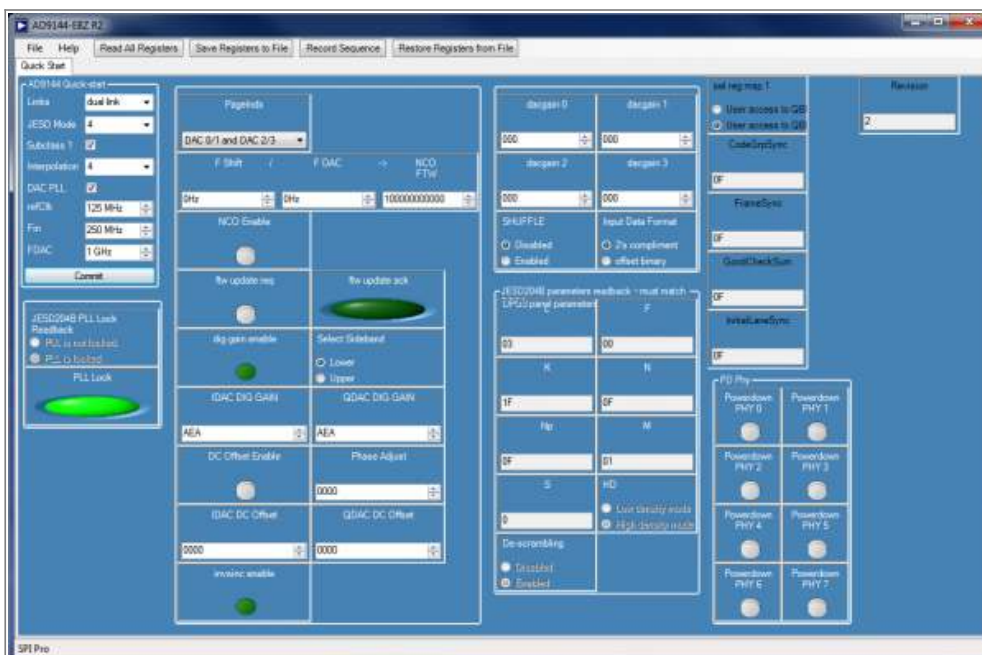 AD9144-EBZ R2
File Help Read All Registers Save Registers to File Record Sequence Restore Registers from File
Quick Start
AD9144 Quick-start
Links dual link
JESD Mode 4
Subclass 1
Interpolation 4
DAC PLL
refClk 125 MHz
Fin 250 MHz
FDAC 1 GHz
Commit
JESD204B PLL Lock Readback
PLL is not locked
PLL is locked
PLL Lock
PageIndx
DAC 0/1 and DAC 2/3
F Shift / F DAC -> NCO FTW
0Hz 0Hz 100000000000
NCO Enable
ftw update req ftw update ack
dig gain enable Select Sideband
Lower
Upper
IDAC DIG GAIN QDAC DIG GAIN
AEA AEA
DC Offset Enable Phase Adjust
0000
IDAC DC Offset QDAC DC Offset
0000 0000
invsinc enable
dacgain 0 dacgain 1
000 000
dacgain 2 dacgain 3
000 000
SHUFFLE Input Data Format
Disabled 2's compliment
Enabled offset binary
JESD204B parameters readback - must match
DPG3 panel parameters
L F
03 00
K N
1F 0F
Np M
0F 01
S HD
0 Low density mode
High density mode
De-scrambling
Disabled
Enabled
sel reg map 1
User access to QB
User access to QB
CodeGrpSync
0F
FrameSync
0F
GoodCheckSum
0F
InitialLaneSync
0F
PD Phy
Powerdown PHY 0 Powerdown PHY 1
Powerdown PHY 2 Powerdown PHY 3
Powerdown PHY 4 Powerdown PHY 5
Powerdown PHY 6 Powerdown PHY 7
Revision
2
SPI Pro